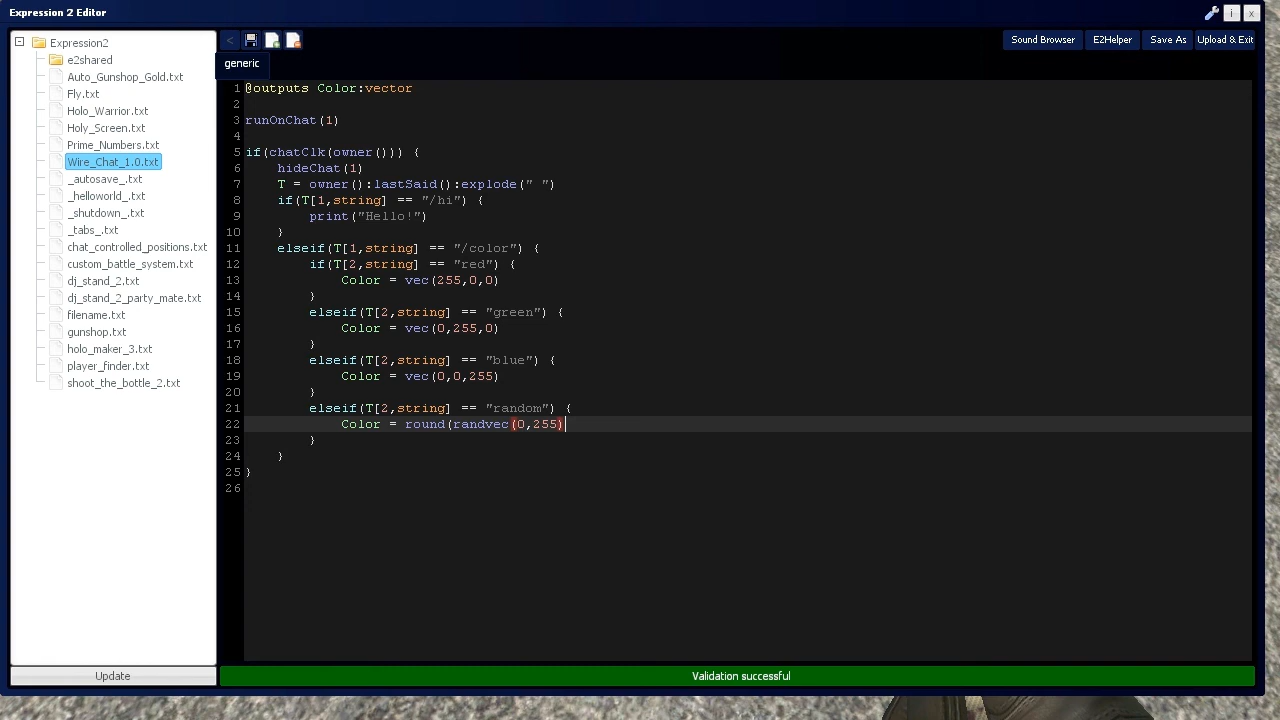 Expression 2 Editor
i
x
Expression2
e2shared
Auto_Gunshop_Gold.txt
Fly.txt
Holo_Warrior.txt
Holy_Screen.txt
Prime_Numbers.txt
Wire_Chat_1.0.txt
_autosave_.txt
_helloworld_.txt
_shutdown_.txt
_tabs_.txt
chat_controlled_positions.txt
custom_battle_system.txt
dj_stand_2.txt
dj_stand_2_party_mate.txt
filename.txt
gunshop.txt
holo_maker_3.txt
player_finder.txt
shoot_the_bottle_2.txt
Update
<
Sound Browser
E2Helper
Save As
Upload & Exit
generic
1 @outputs Color:vector
2
3 runOnChat(1)
4
5 if(chatClk(owner())) {
6     hideChat(1)
7     T = owner():lastSaid():explode(" ")
8     if(T[1,string] == "/hi") {
9         print("Hello!")
10     }
11     elseif(T[1,string] == "/color") {
12         if(T[2,string] == "red") {
13             Color = vec(255,0,0)
14         }
15         elseif(T[2,string] == "green") {
16             Color = vec(0,255,0)
17         }
18         elseif(T[2,string] == "blue") {
19             Color = vec(0,0,255)
20         }
21         elseif(T[2,string] == "random") {
22             Color = round(randvec(0,255)
23         }
24     }
25 }
26
Validation successful